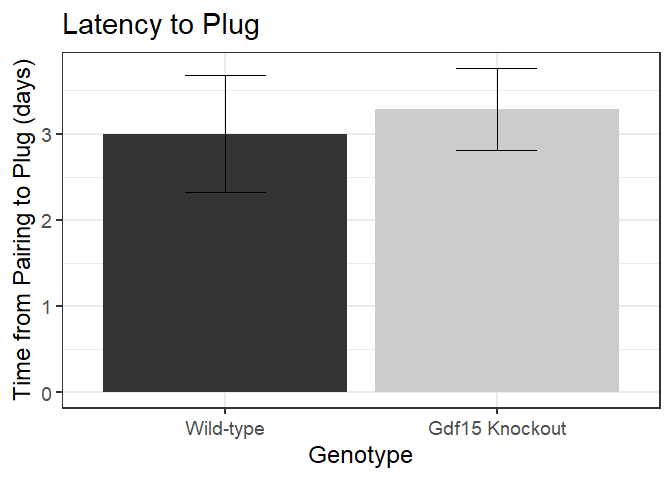 Latency to Plug
Time from Pairing to Plug (days)
3
2
1
0
Wild-type
Gdf15 Knockout
Genotype